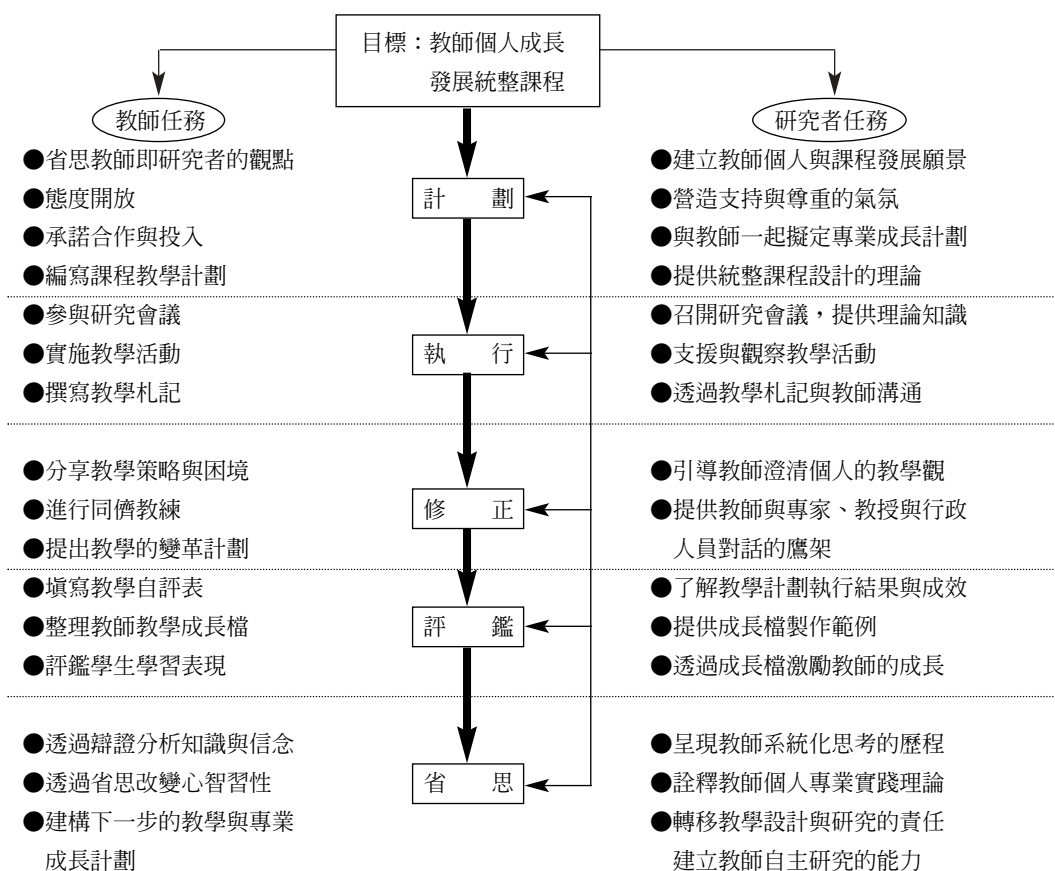 目標：教師個人成長
發展統整課程
教師任務
研究者任務
●省思教師即研究者的觀點
●態度開放
●承諾合作與投入
●編寫課程教學計劃
計 劃
●建立教師個人與課程發展願景
●營造支持與尊重的氣氛
●與教師一起擬定專業成長計劃
●提供統整課程設計的理論
●參與研究會議
●實施教學活動
●撰寫教學札記
執 行
●召開研究會議，提供理論知識
●支援與觀察教學活動
●透過教學札記與教師溝通
●分享教學策略與困境
●進行同儕教練
●提出教學的變革計劃
修 正
●引導教師澄清個人的教學觀
●提供教師與專家、教授與行政
人員對話的鷹架
●填寫教學自評表
●整理教師教學成長檔
●評鑑學生學習表現
評 鑑
●了解教學計劃執行結果與成效
●提供成長檔製作範例
●透過成長檔激勵教師的成長
●透過辯證分析知識與信念
●透過省思改變心智習性
●建構下一步的教學與專業
成長計劃
省 思
●呈現教師系統化思考的歷程
●詮釋教師個人專業實踐理論
●轉移教學設計與研究的責任
建立教師自主研究的能力